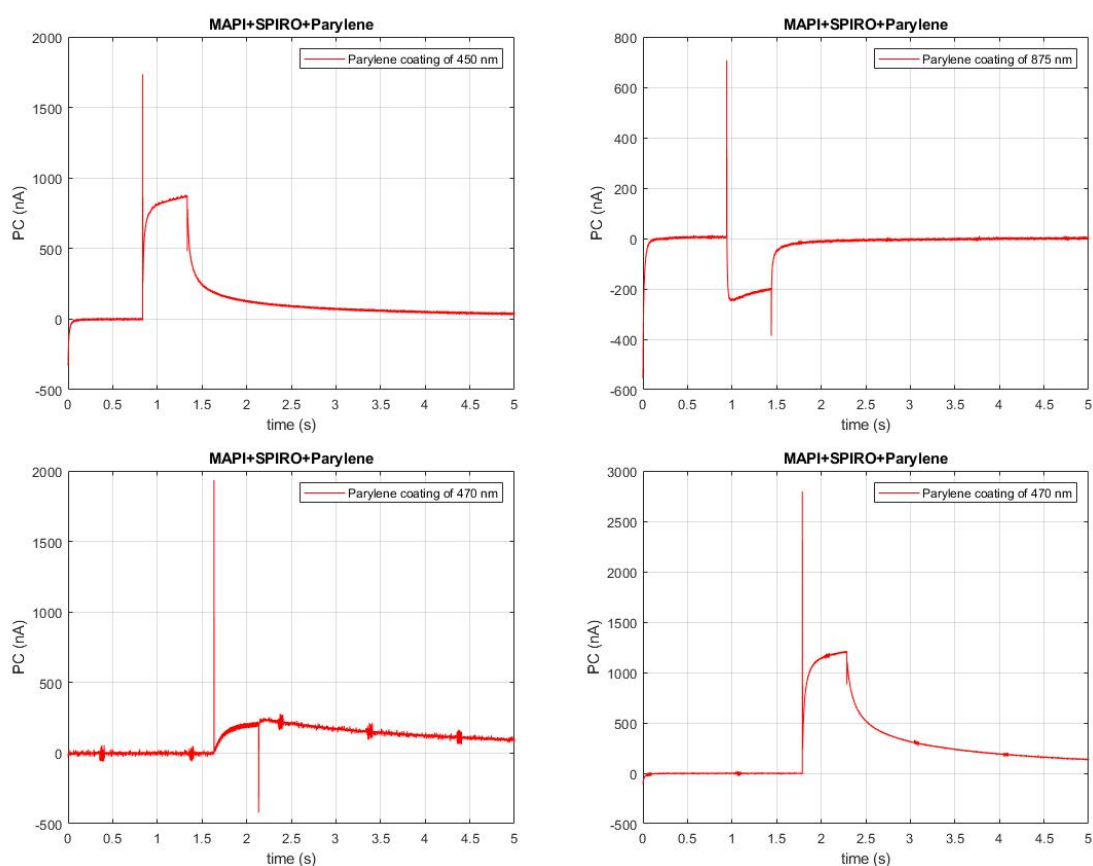 MAPI+SPIRO+Parylene
2000
1500
1000
500
0
-500
PC (nA)
Parylene coating of 450 nm
0 0.5 1 1.5 2 2.5 3 3.5 4 4.5 5
time (s)
MAPI+SPIRO+Parylene
800
600
400
200
0
-200
-400
-600
PC (nA)
Parylene coating of 875 nm
0 0.5 1 1.5 2 2.5 3 3.5 4 4.5 5
time (s)
MAPI+SPIRO+Parylene
2000
1500
1000
500
0
-500
PC (nA)
Parylene coating of 470 nm
0 0.5 1 1.5 2 2.5 3 3.5 4 4.5 5
time (s)
MAPI+SPIRO+Parylene
3000
2500
2000
1500
1000
500
0
-500
PC (nA)
Parylene coating of 470 nm
0 0.5 1 1.5 2 2.5 3 3.5 4 4.5 5
time (s)